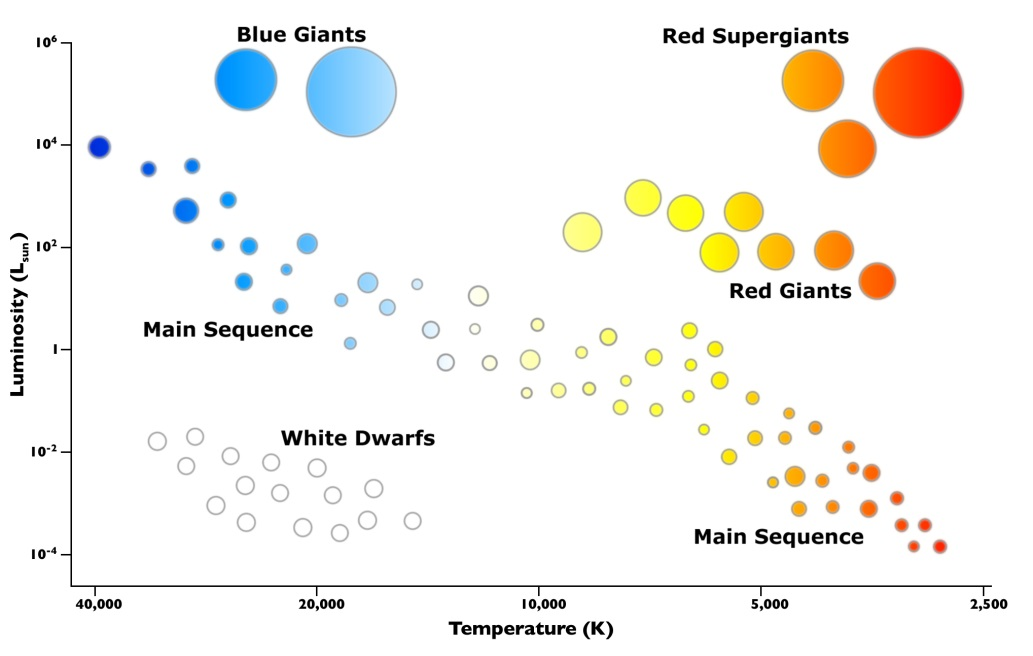 Blue Giants
Red Supergiants
10⁶
10⁴
10²
1
10⁻²
10⁻⁴
Luminosity (Lₛᵤₙ)
Red Giants
Main Sequence
White Dwarfs
Main Sequence
40,000
20,000
10,000
5,000
2,500
Temperature (K)